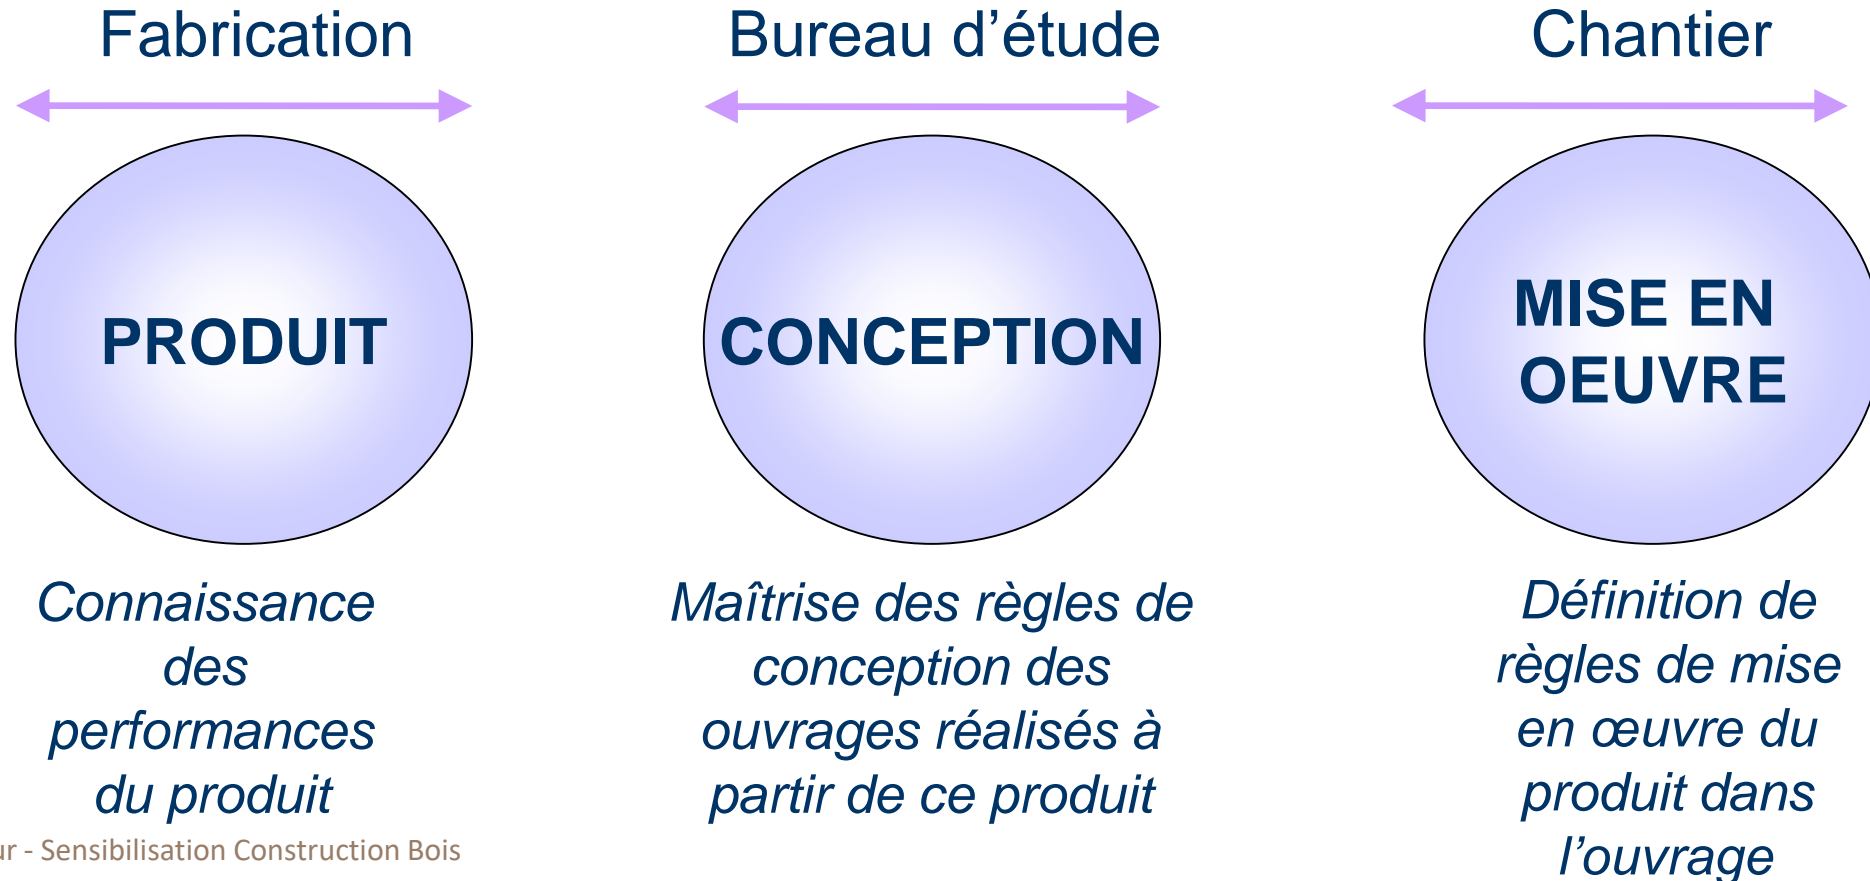 Fabrication
Bureau d’étude
Chantier
PRODUIT
CONCEPTION
MISE EN
OEUVRE
Connaissance
des
performances
du produit
Maîtrise des règles de
conception des
ouvrages réalisés à
partir de ce produit
Définition de
règles de mise
en œuvre du
produit dans
l’ouvrage
- Sensibilisation Construction Bois